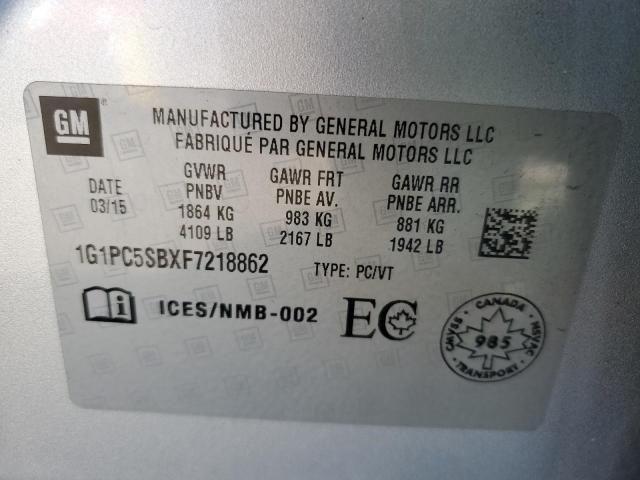 GM
MANUFACTURED BY GENERAL MOTORS LLC
FABRIQUÉ PAR GENERAL MOTORS LLC
DATE
03/15
GVWR
PNBV
1864 KG
4109 LB
GAWR FRT
PNBE AV.
983 KG
2167 LB
GAWR RR
PNBE ARR.
881 KG
1942 LB
1G1PC5SBXF7218862 TYPE: PC/VT
ICES/NMB-002 EC
CANADA
CMVSS 985 NSVAC
TRANSPORT